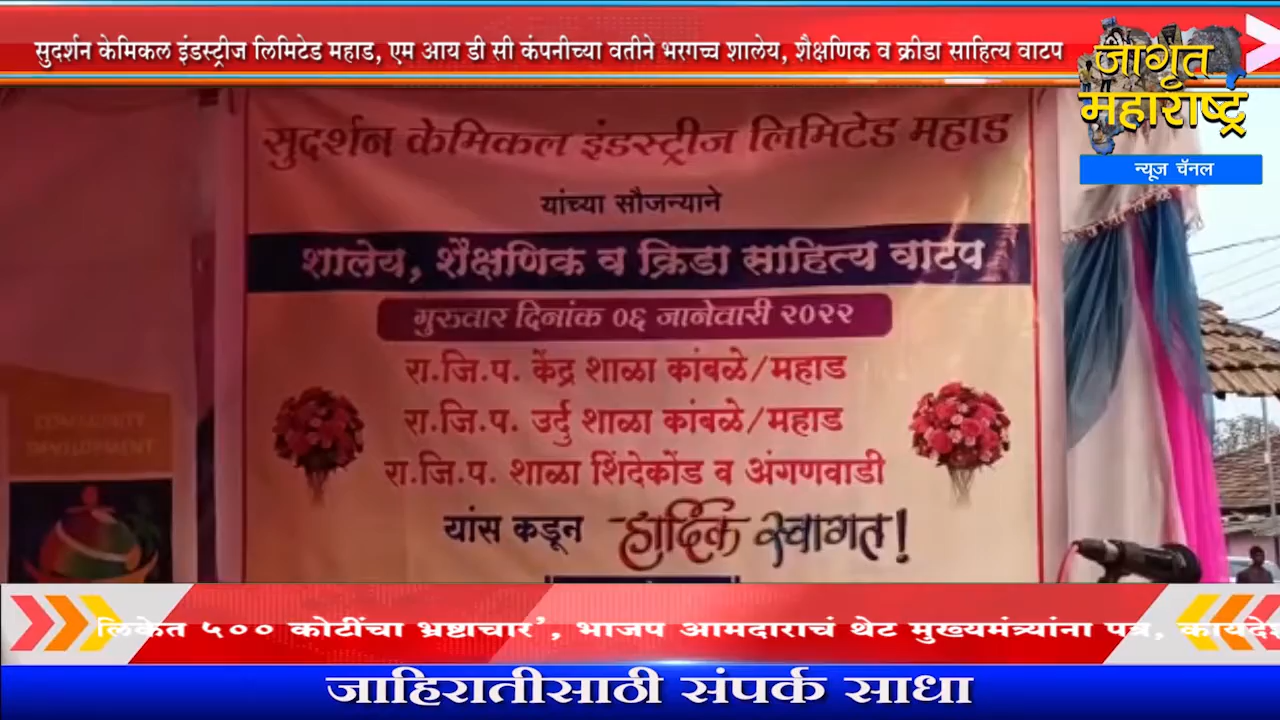 सुदर्शन केमिकल इंडस्ट्रीज लिमिटेड महाड, एम आय डी सी कंपनीच्या वतीने भरगच्च शालेय, शैक्षणिक व क्रीडा साहित्य वाटप
जागृत
महाराष्ट्र
न्यूज चॅनल
सुदर्शन केमिकल इंडस्ट्रीज लिमिटेड महाड
यांच्या सौजन्याने
शालेय, शैक्षणिक व क्रिडा साहित्य वाटप
गुरुवार दिनांक ०६ जानेवारी २०२२
रा.जि.प. केंद्र शाळा कांबळे/महाड
रा.जि.प. उर्दु शाळा कांबळे/महाड
रा.जि.प. शाळा शिंदेकोंड व अंगणवाडी
यांस कडून हार्दिक स्वागत!
COMMUNITY
DEVELOPMENT
लिकेत ५०० कोटींचा भ्रष्टाचार’, भाजप आमदाराचं थेट मुख्यमंत्र्यांना पत्र, कायदेश
जाहिरातीसाठी संपर्क साधा